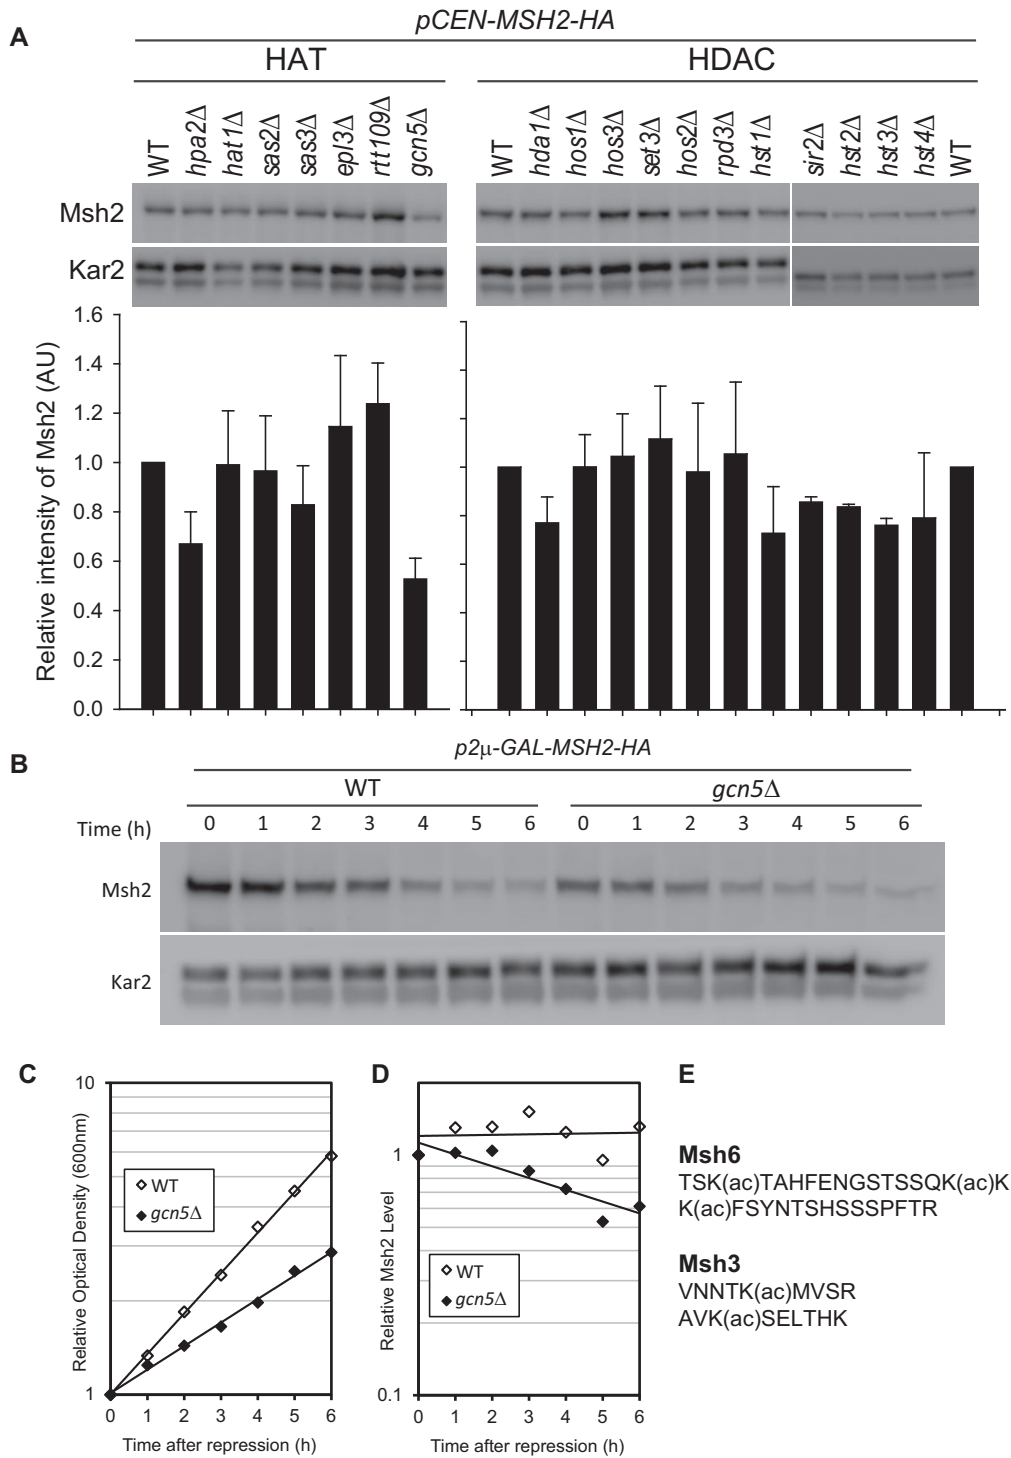 A
pCEN-MSH2-HA
HAT
HDAC
WT hpa2Δ hat1Δ sas2Δ sas3Δ epl3Δ rtt109Δ gcn5Δ
WT hda1Δ hos1Δ hos3Δ set3Δ hos2Δ rpd3Δ hst1Δ sir2Δ hst2Δ hst3Δ hst4Δ WT
Msh2
Kar2
Relative intensity of Msh2 (AU)
1.6
1.4
1.2
1.0
0.8
0.6
0.4
0.2
0.0
B
p2μ-GAL-MSH2-HA
WT
gcn5Δ
Time (h) 0 1 2 3 4 5 6 0 1 2 3 4 5 6
Msh2
Kar2
C
Relative Optical Density (600nm)
10
1
WT
gcn5Δ
0 1 2 3 4 5 6
Time after repression (h)
D
Relative Msh2 Level
1
0.1
WT
gcn5Δ
0 1 2 3 4 5 6
Time after repression (h)
E
Msh6
TSK(ac)TAHFENGSTSSQK(ac)K
K(ac)FSYNTSHSSSPFTR
Msh3
VNNTK(ac)MVSR
AVK(ac)SELTHK